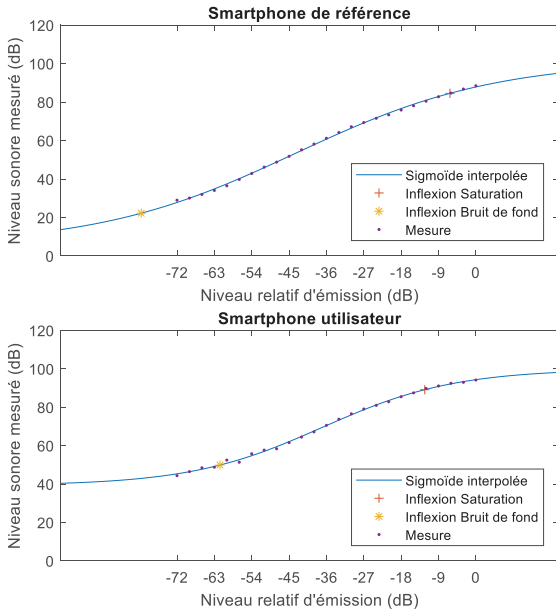 Smartphone de référence
Niveau sonore mesuré (dB)
120
100
80
60
40
20
0
Sigmoïde interpolée
Inflexion Saturation
Inflexion Bruit de fond
Mesure
-72 -63 -54 -45 -36 -27 -18 -9 0
Niveau relatif d'émission (dB)
Smartphone utilisateur
Niveau sonore mesuré (dB)
120
100
80
60
40
20
0
Sigmoïde interpolée
Inflexion Saturation
Inflexion Bruit de fond
Mesure
-72 -63 -54 -45 -36 -27 -18 -9 0
Niveau relatif d'émission (dB)